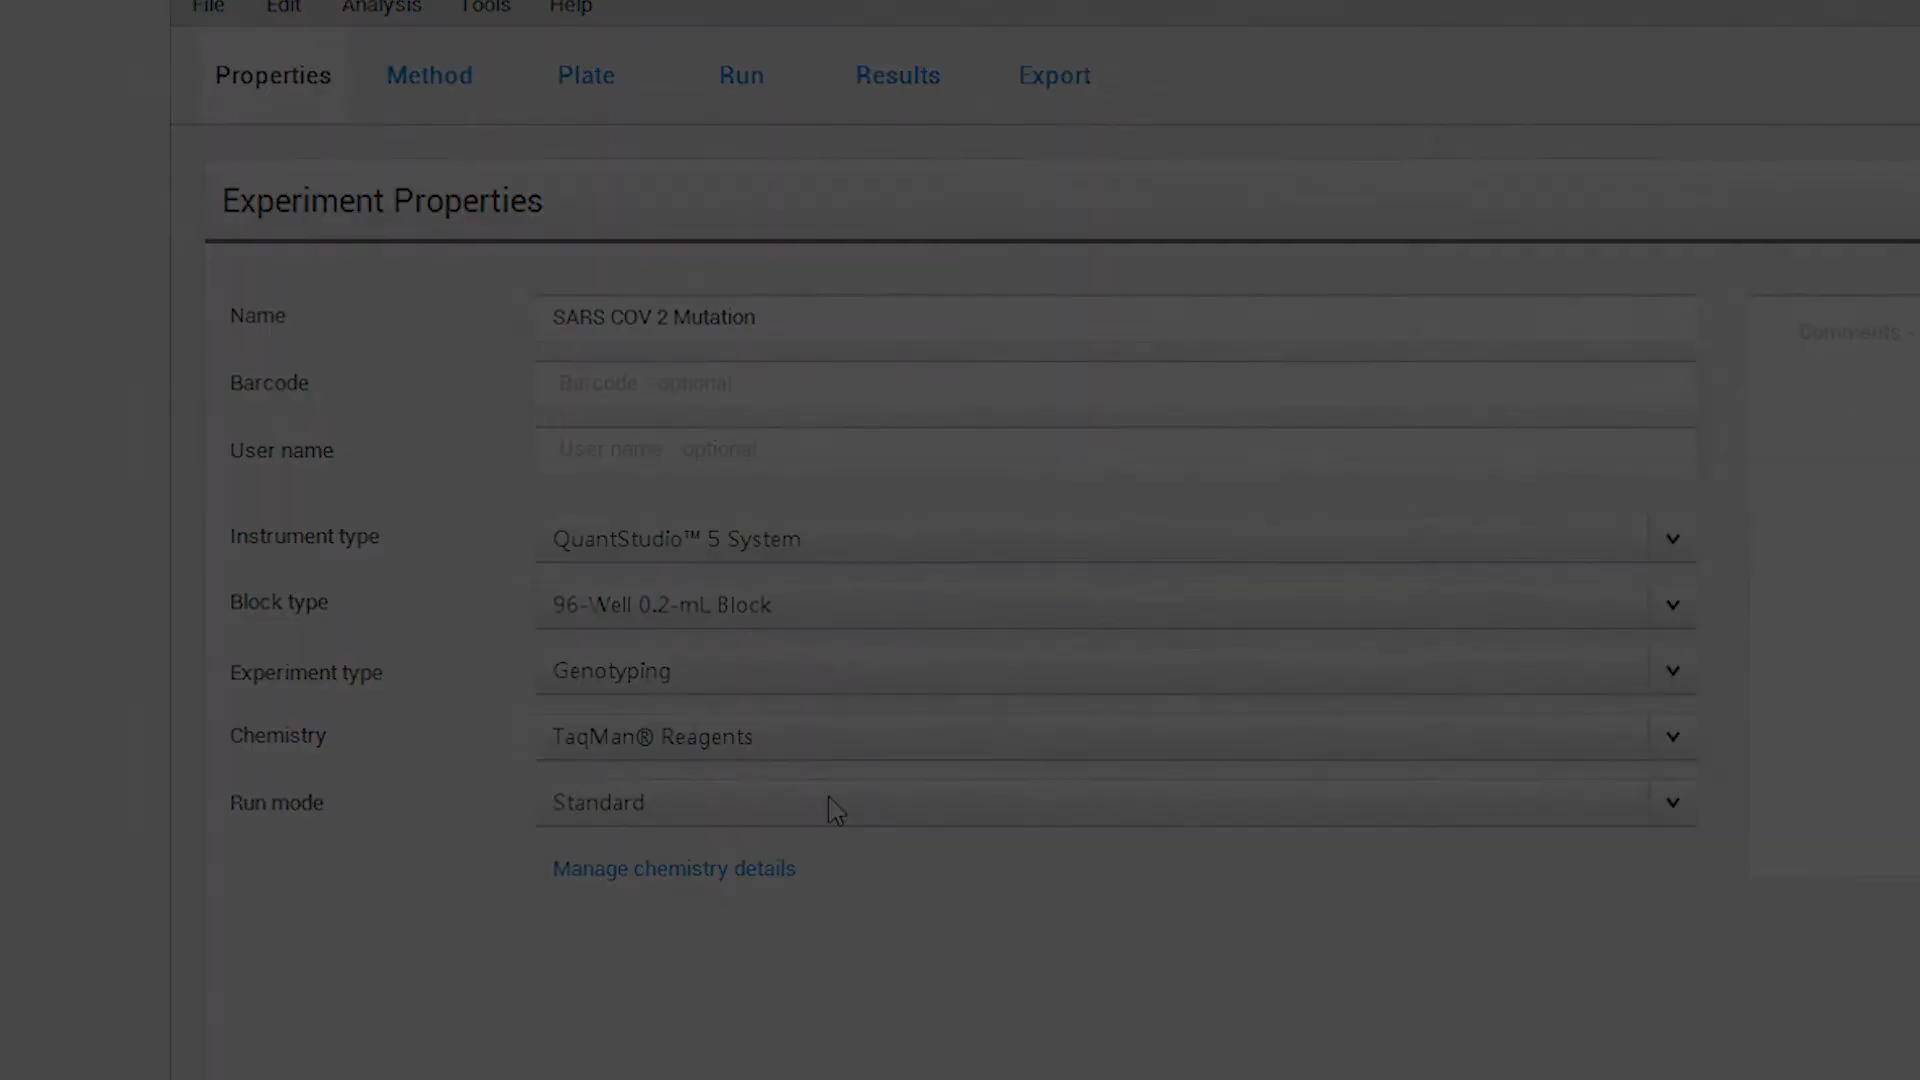 File Edit Analysis Tools Help
Properties Method Plate Run Results Export
Experiment Properties
Name SARS COV 2 Mutation
Comments -
Barcode Barcode - optional
User name User name - optional
Instrument type QuantStudio™ 5 System
Block type 96-Well 0.2-mL Block
Experiment type Genotyping
Chemistry TaqMan® Reagents
Run mode Standard
Manage chemistry details